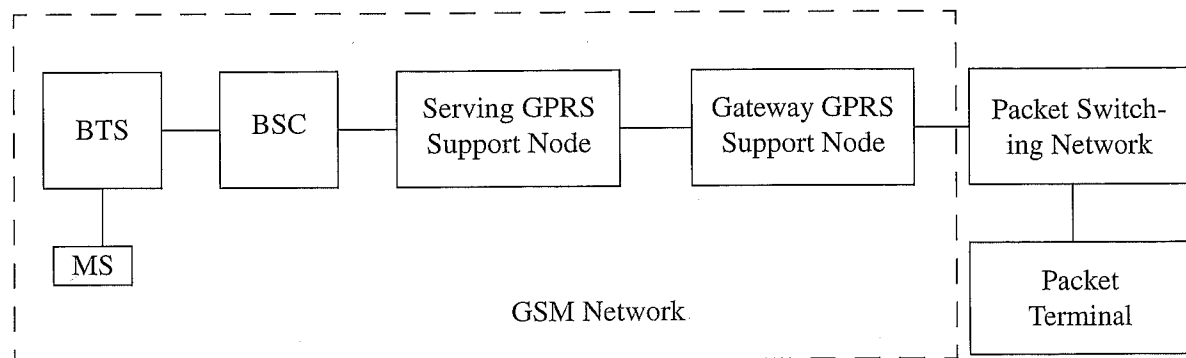 BTS
BSC
Serving GPRS
Support Node
Gateway GPRS
Support Node
Packet Switch-
ing Network
MS
Packet
Terminal
GSM Network